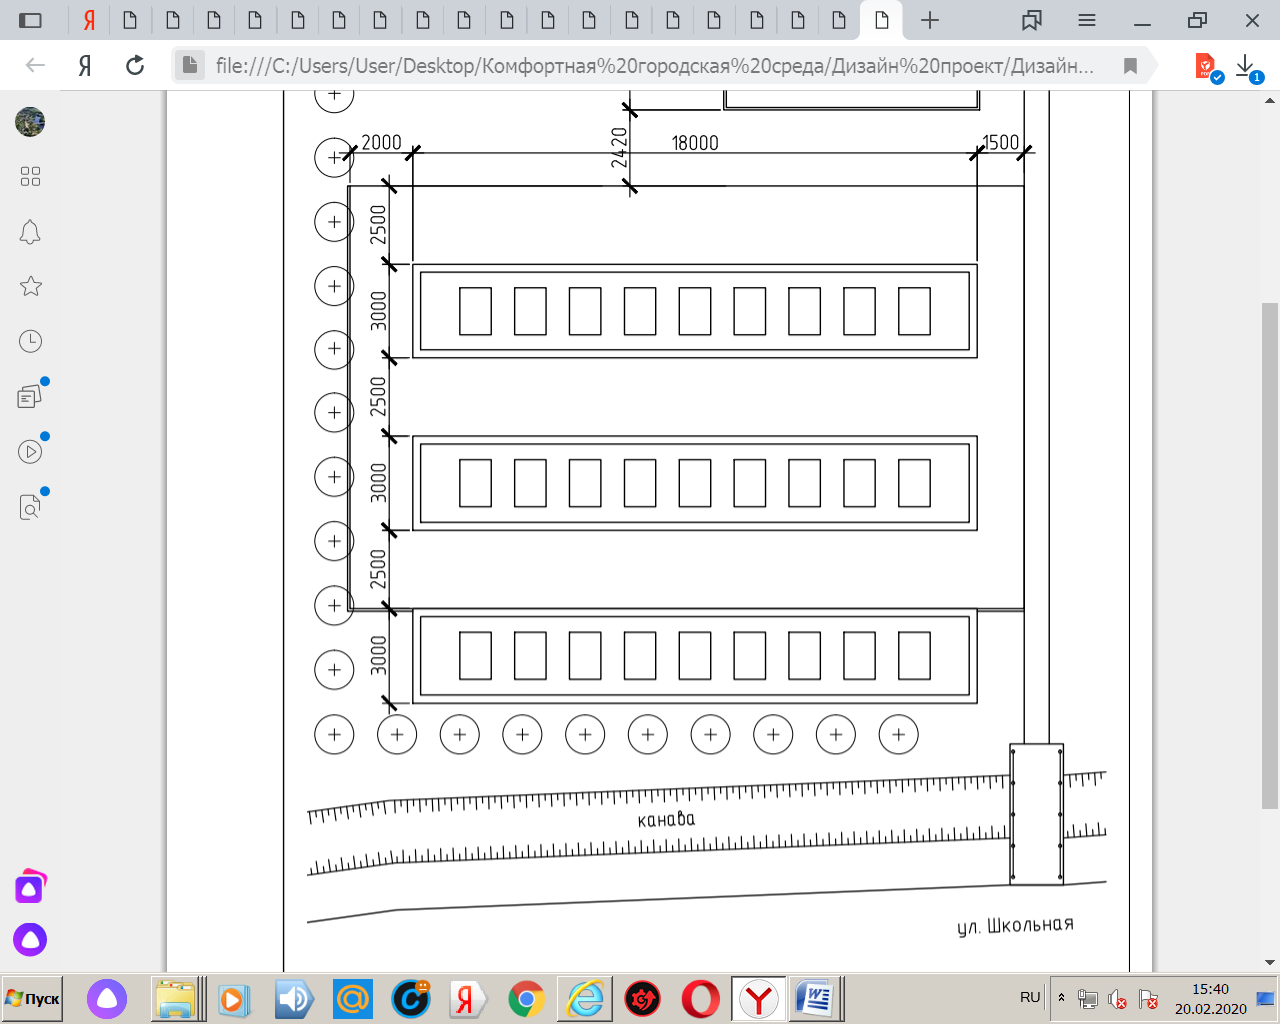 file:///C:/Users/User/Desktop/Комфортная%20городская%20среда/Дизайн%20проект/Дизайн...
1
2000
2420
18000
1500
2500
3000
2500
3000
2500
3000
канава
ул. Школьная
Пуск
RU
15:40
20.02.2020